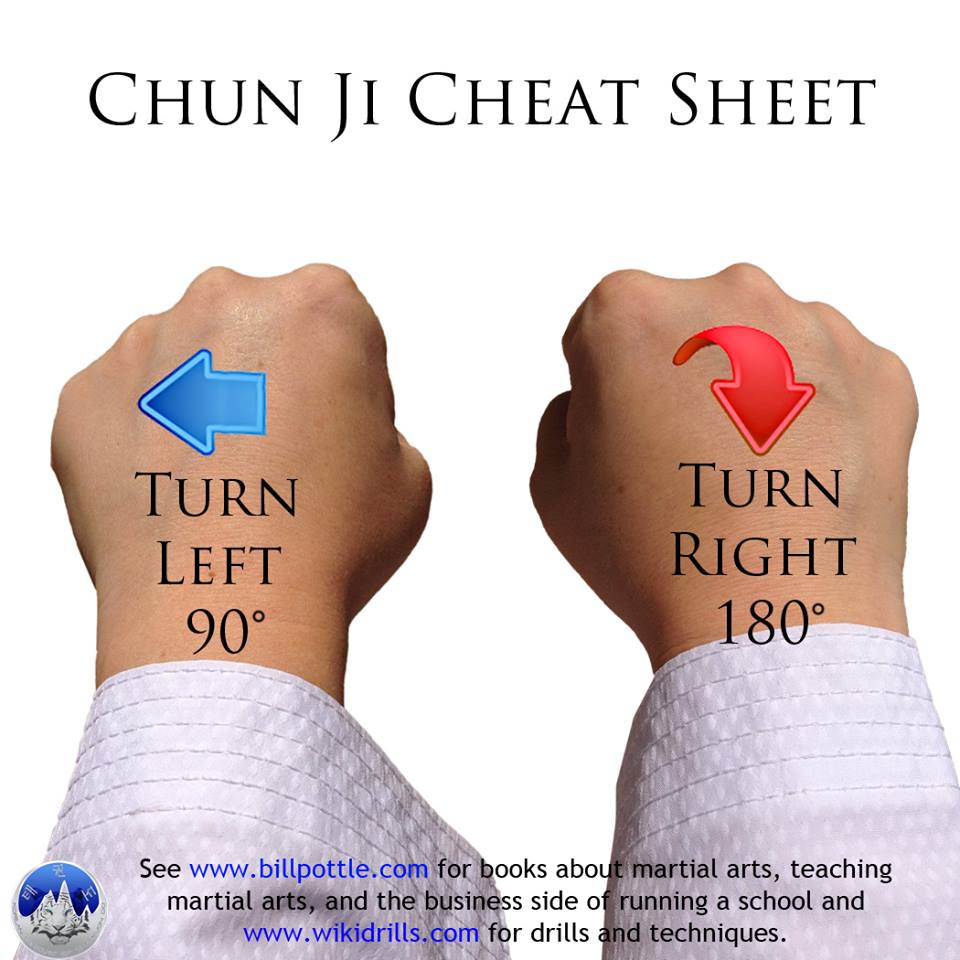 CHUN JI CHEAT SHEET
TURN
LEFT
90°
TURN
RIGHT
180°
See www.billpottle.com for books about martial arts, teaching
martial arts, and the business side of running a school and
www.wikidrills.com for drills and techniques.